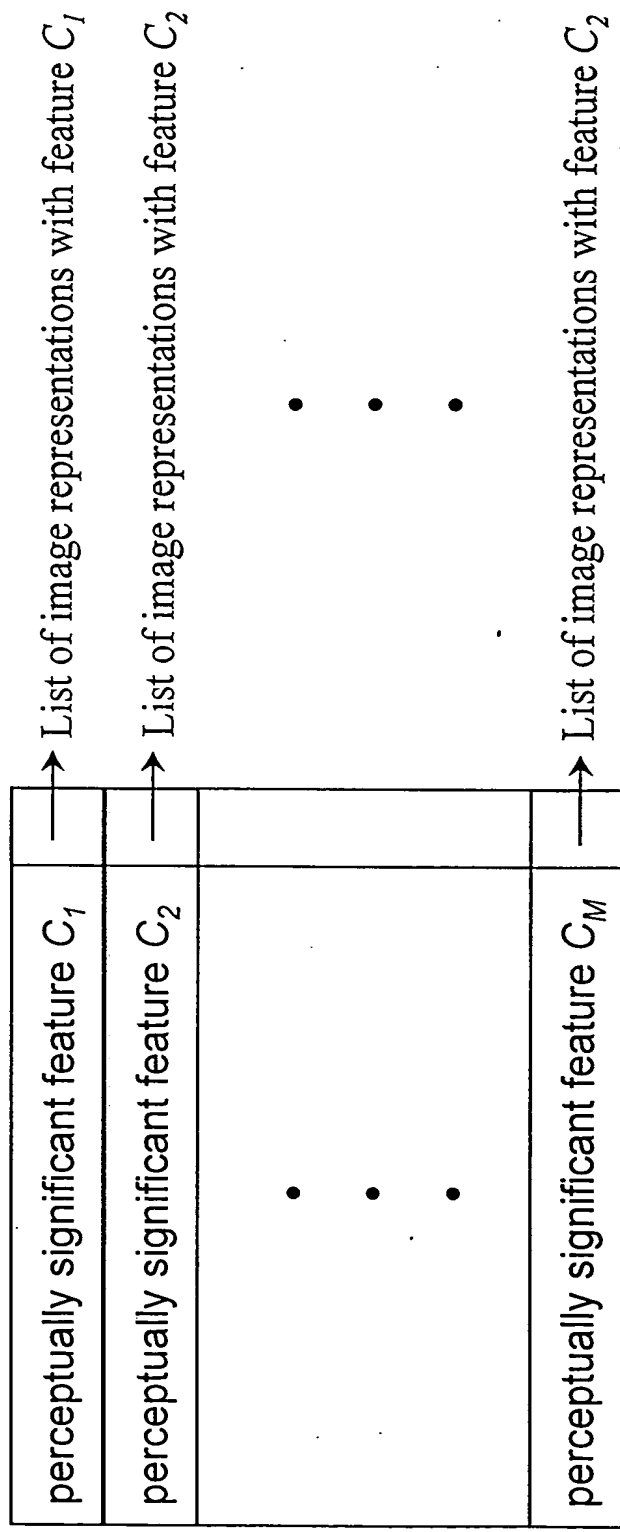 perceptually significant feature C₁ → List of image representations with feature C₁
perceptually significant feature C₂ → List of image representations with feature C₂
perceptually significant feature C_M → List of image representations with feature C₂